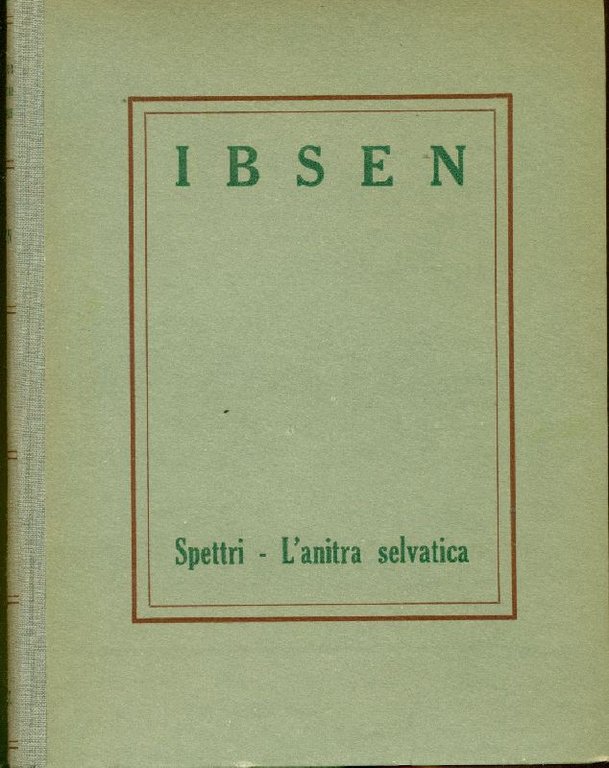 IBSEN
Spettri - L'anitra selvatica